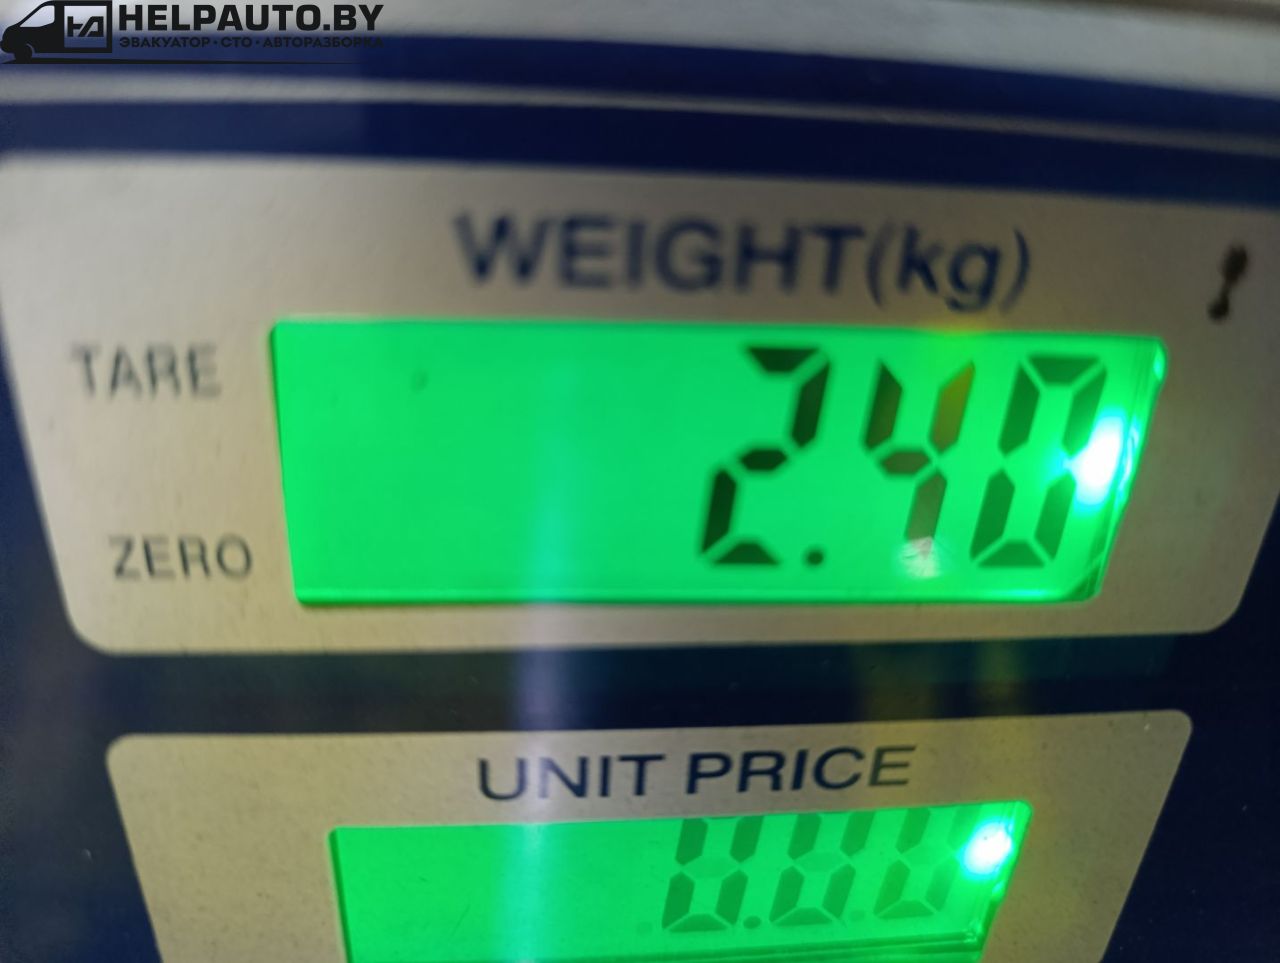 HELPAUTO.BY
ЭВАКУАТОР · СТО · АВТОРАЗБОРКА
WEIGHT(kg)
TARE
2.40
ZERO
UNIT PRICE
0.00